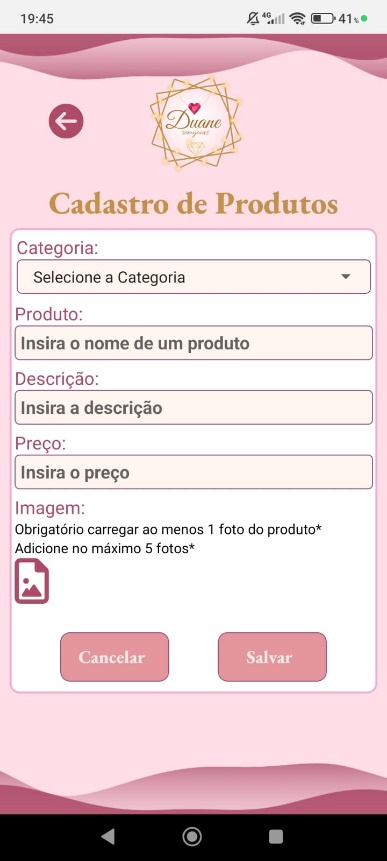 19:45
4G
41%
Duane
Cadastro de Produtos
Categoria:
Selecione a Categoria
Produto:
Insira o nome de um produto
Descrição:
Insira a descrição
Preço:
Insira o preço
Imagem:
Obrigatório carregar ao menos 1 foto do produto*
Adicione no máximo 5 fotos*
Cancelar
Salvar